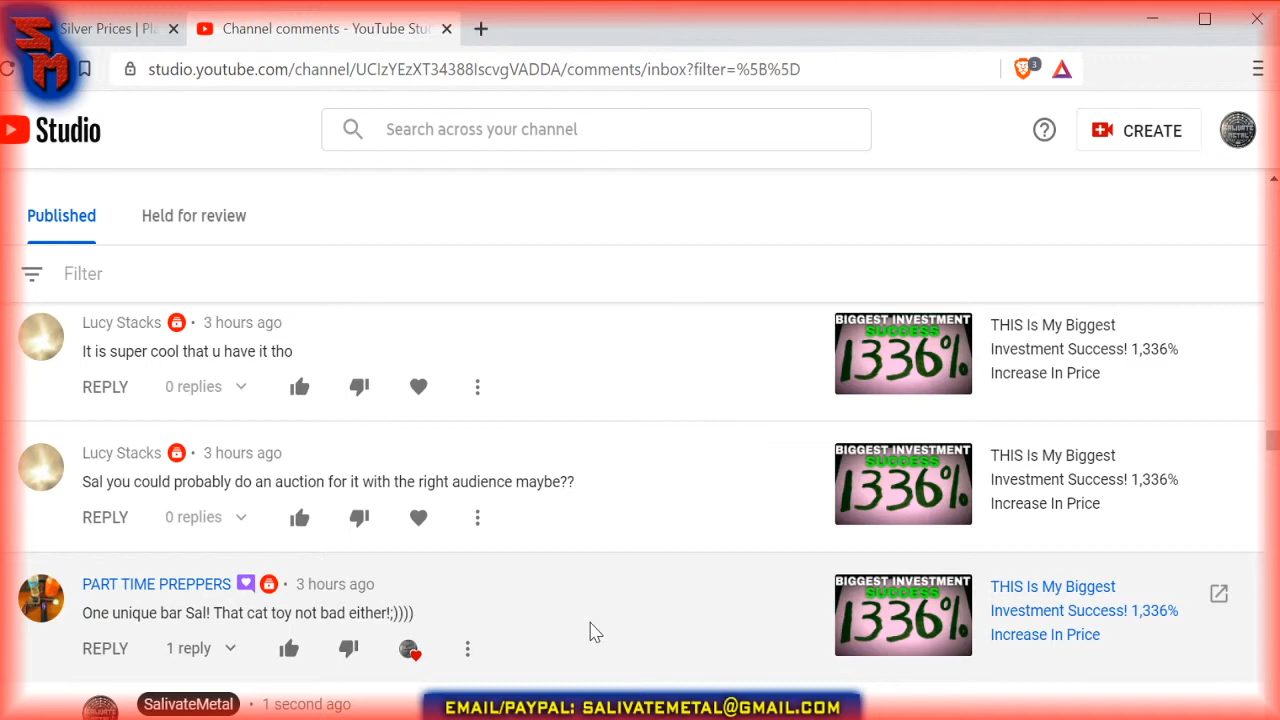 SM
Silver Prices | Pla
Channel comments - YouTube Stu
studio.youtube.com/channel/UCIzYEzXT34388IscvgVADDA/comments/inbox?filter=%5B%5D
3
Studio
Search across your channel
CREATE
Published
Held for review
Filter
Lucy Stacks • 3 hours ago
It is super cool that u have it tho
REPLY 0 replies
BIGGEST INVESTMENT
SUCCESS
1336%
THIS Is My Biggest
Investment Success! 1,336%
Increase In Price
Lucy Stacks • 3 hours ago
Sal you could probably do an auction for it with the right audience maybe??
REPLY 0 replies
BIGGEST INVESTMENT
SUCCESS
1336%
THIS Is My Biggest
Investment Success! 1,336%
Increase In Price
PART TIME PREPPERS • 3 hours ago
One unique bar Sal! That cat toy not bad either!;))))
REPLY 1 reply
BIGGEST INVESTMENT
SUCCESS
1336%
THIS Is My Biggest
Investment Success! 1,336%
Increase In Price
SalivateMetal • 1 second ago
EMAIL/PAYPAL: SALIVATEMETAL@GMAIL.COM